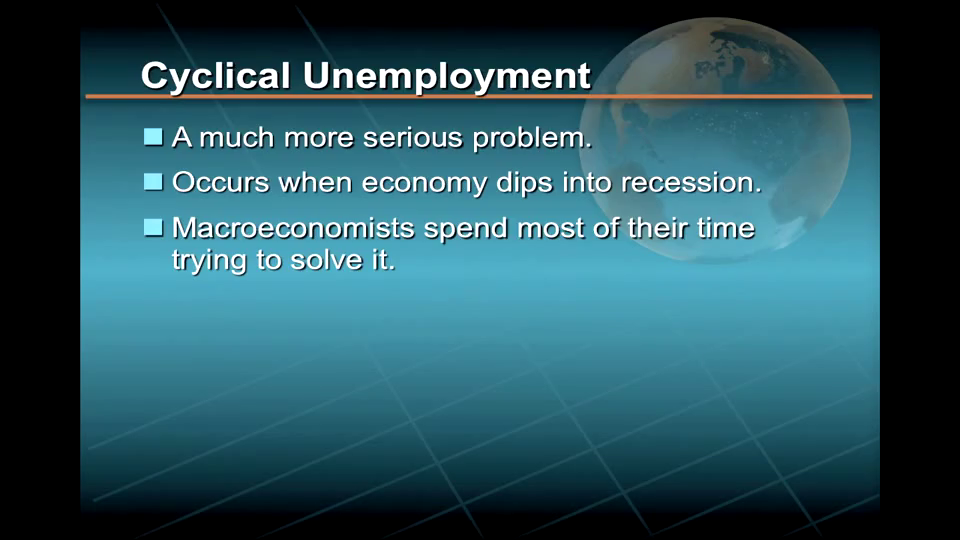 Cyclical Unemployment
A much more serious problem.
Occurs when economy dips into recession.
Macroeconomists spend most of their time
trying to solve it.